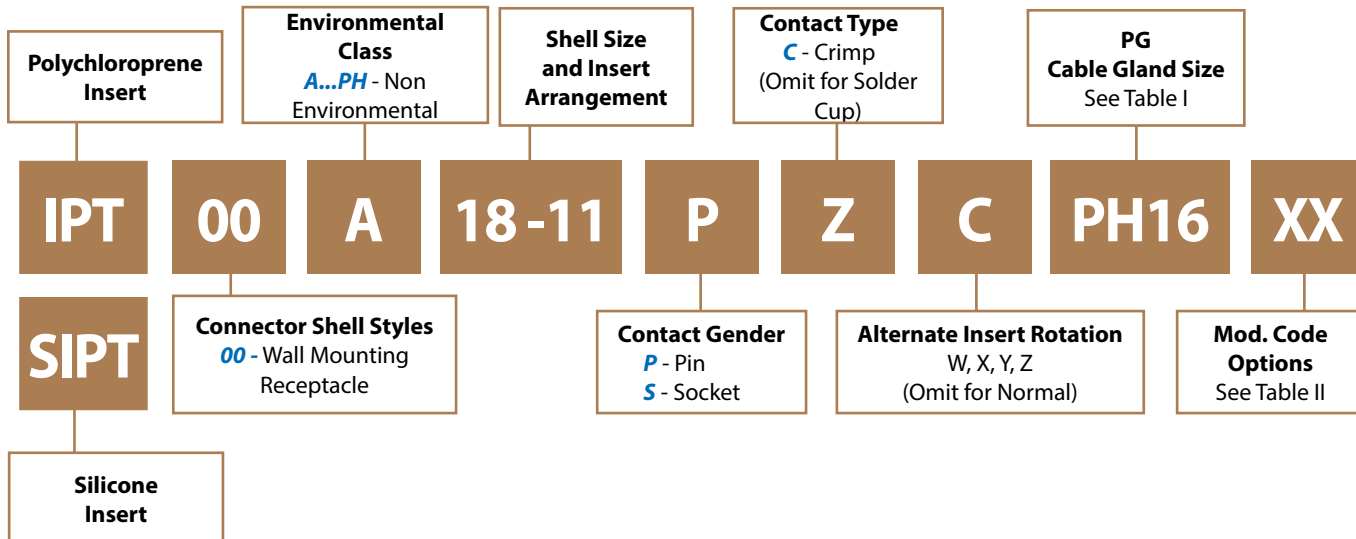 Polychloroprene
Insert
Environmental
Class
A...PH - Non
Environmental
Shell Size
and Insert
Arrangement
Contact Type
C - Crimp
(Omit for Solder
Cup)
PG
Cable Gland Size
See Table I
IPT 00 A 18-11 P Z C PH16 XX
SIPT
Connector Shell Styles
00 - Wall Mounting
Receptacle
Contact Gender
P - Pin
S - Socket
Alternate Insert Rotation
W, X, Y, Z
(Omit for Normal)
Mod. Code
Options
See Table II
Silicone
Insert